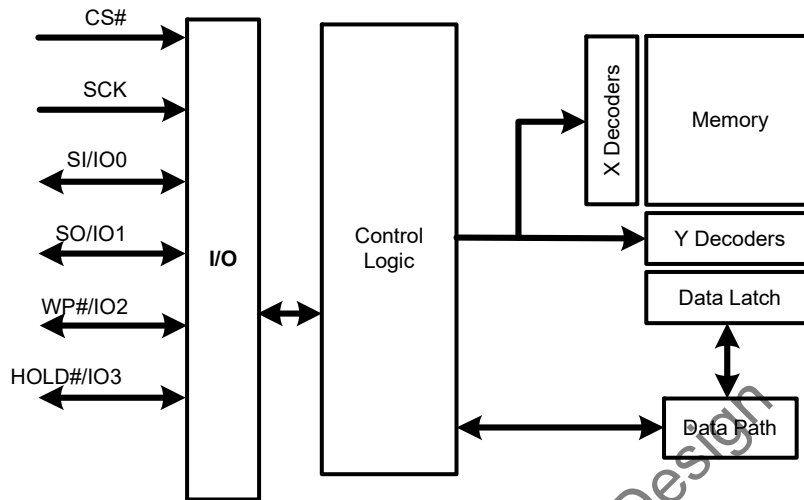 CS#
SCK
SI/IO0
SO/IO1
WP#/IO2
HOLD#/IO3
I/O
Control
Logic
X Decoders
Memory
Y Decoders
Data Latch
Data Path
Design